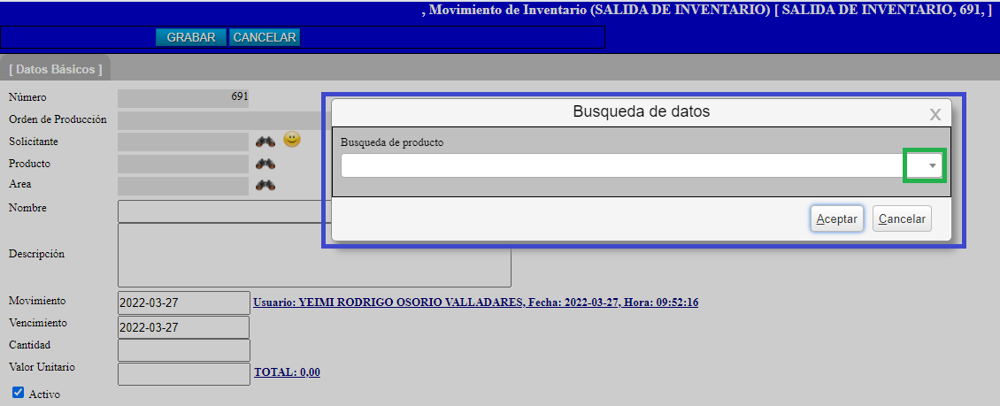 , Movimiento de Inventario (SALIDA DE INVENTARIO) [ SALIDA DE INVENTARIO, 691, ]
GRABAR CANCELAR
[ Datos Básicos ]
Número 691
Orden de Producción
Solicitante
Producto
Area
Nombre
Descripción
Busqueda de datos X
Busqueda de producto
Aceptar Cancelar
Movimiento 2022-03-27 Usuario: YEIMI RODRIGO OSORIO VALLADARES, Fecha: 2022-03-27, Hora: 09:52:16
Vencimiento 2022-03-27
Cantidad
Valor Unitario TOTAL: 0,00
Activo